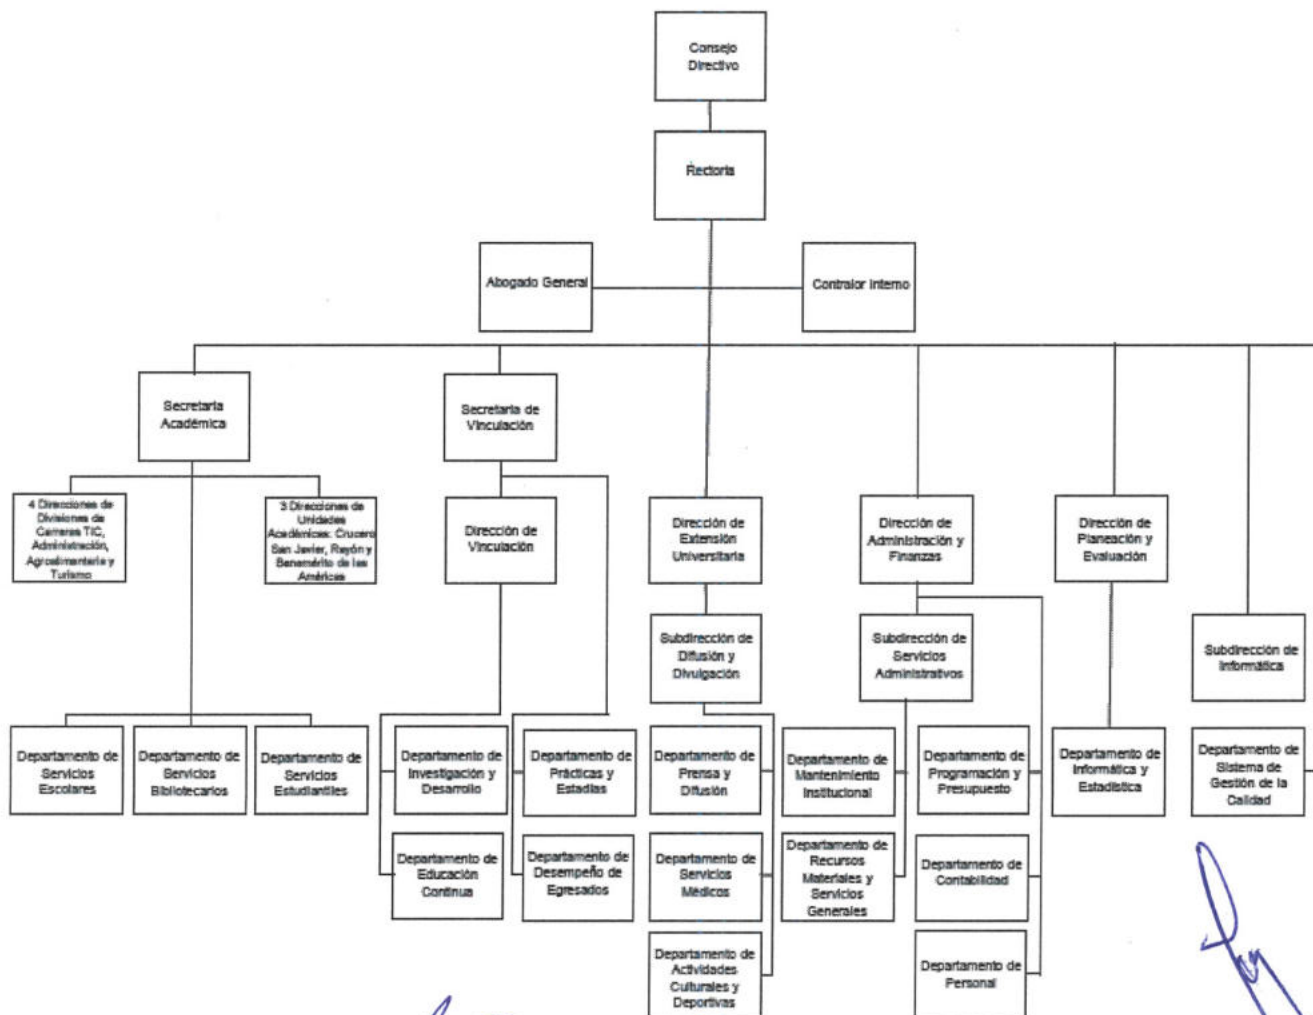 Consejo
Directivo
Rectoría
Abogado General
Contralor Interno
Secretaría
Académica
Secretaría de
Vinculación
4 Direcciones de
Divisiones de
Carreras TIC,
Administración,
Agroalimentaria y
Turismo
3 Direcciones de
Unidades
Académicas: Crucero
San Javier, Rayón y
Benemérito de las
Américas
Dirección de
Vinculación
Dirección de
Extensión
Universitaria
Dirección de
Administración y
Finanzas
Dirección de
Planeación y
Evaluación
Subdirección de
Difusión y
Divulgación
Subdirección de
Servicios
Administrativos
Subdirección de
Informática
Departamento de
Servicios
Escolares
Departamento de
Servicios
Bibliotecarios
Departamento de
Servicios
Estudiantiles
Departamento de
Investigación y
Desarrollo
Departamento de
Prácticas y
Estadías
Departamento de
Prensa y
Difusión
Departamento de
Mantenimiento
Institucional
Departamento de
Programación y
Presupuesto
Departamento de
Informática y
Estadística
Departamento de
Sistema de
Gestión de la
Calidad
Departamento de
Educación
Continua
Departamento de
Desempeño de
Egresados
Departamento de
Servicios
Médicos
Departamento de
Recursos
Materiales y
Servicios
Generales
Departamento
de Contabilidad
Departamento de
Actividades
Culturales y
Deportivas
Departamento de
Personal